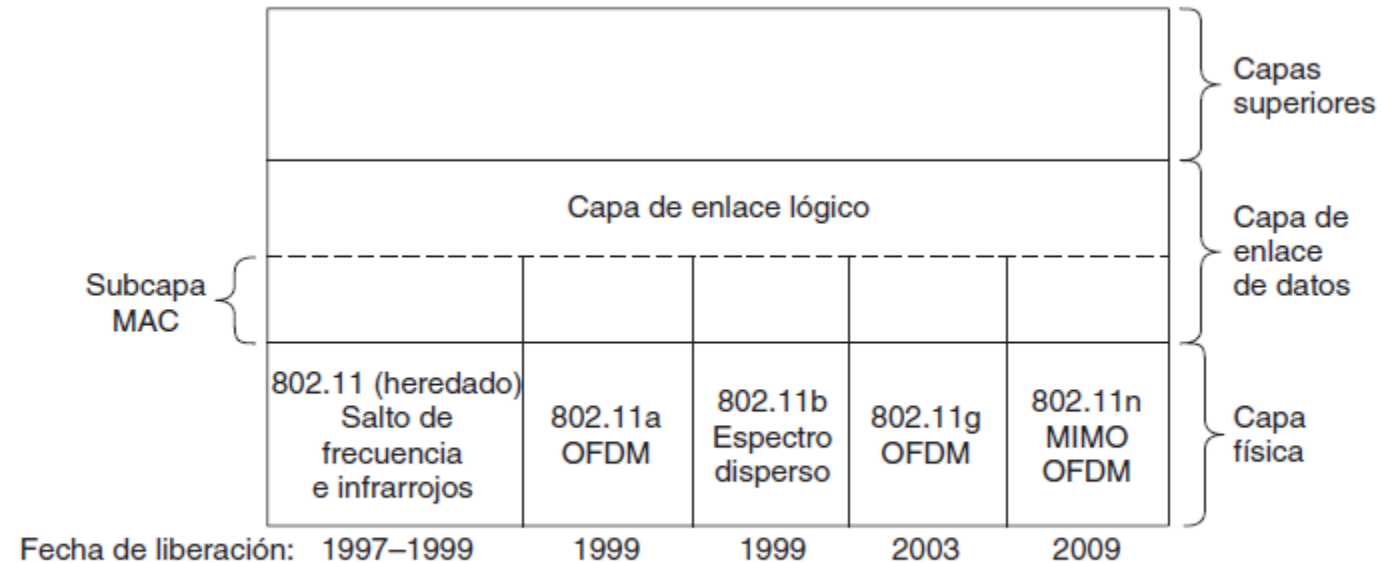 Capas
superiores
Capa de enlace lógico
Capa de
enlace
de datos
Subcapa
MAC
802.11 (heredado)
Salto de
frecuencia
e infrarrojos
802.11a
OFDM
802.11b
Espectro
disperso
802.11g
OFDM
802.11n
MIMO
OFDM
Capa
física
Fecha de liberación: 1997–1999 1999 1999 2003 2009